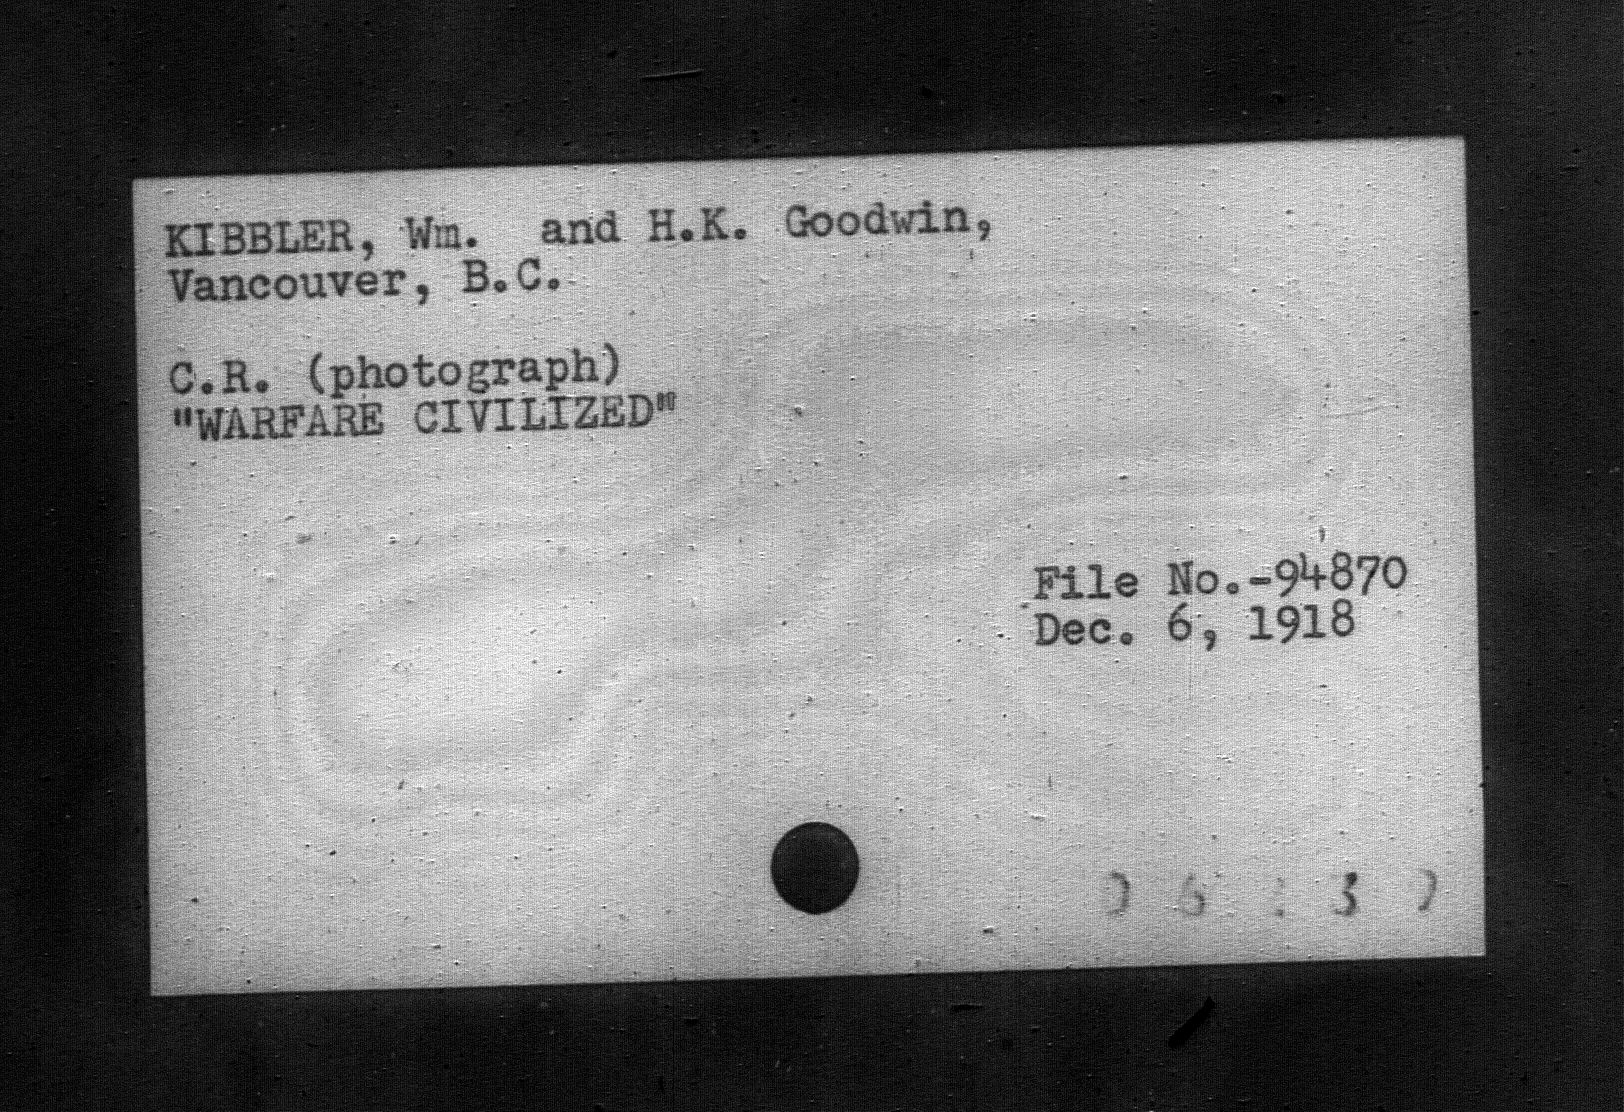 KIBBLER, Wm. and H.K. Goodwin,
Vancouver, B.C.
C.R. (photograph)
"WARFARE CIVILIZED"
File No.-94870
Dec. 6, 1918